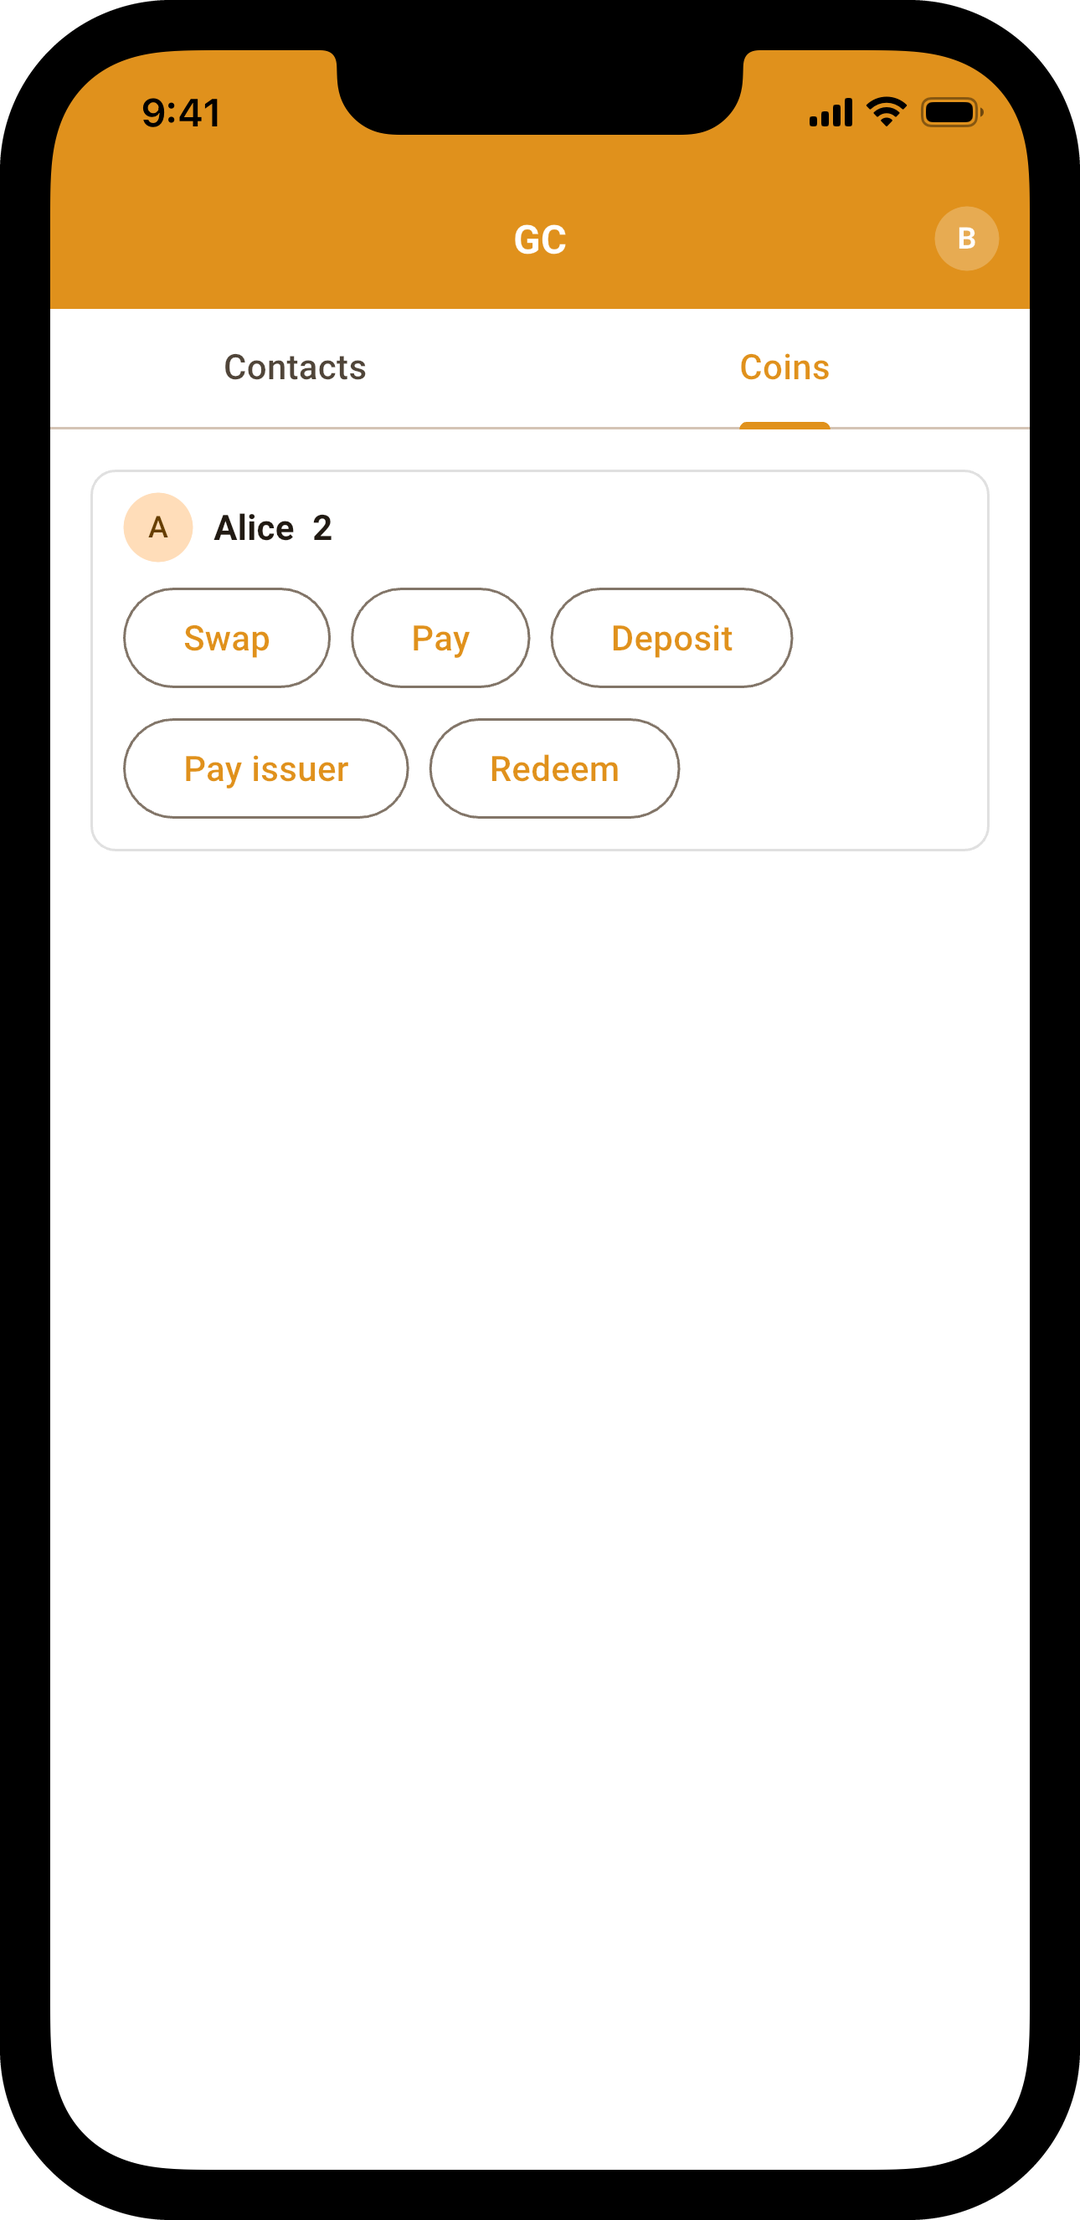 9:41
GC
B
Contacts Coins
A Alice 2
Swap Pay Deposit
Pay issuer Redeem